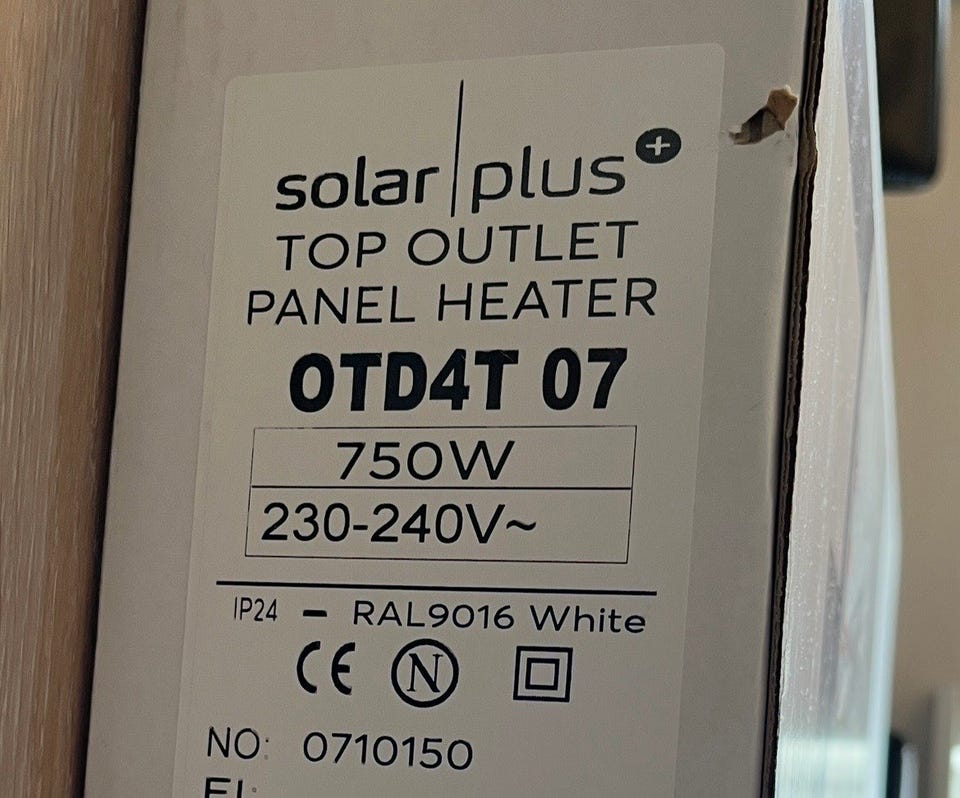 solar|plus+
TOP OUTLET
PANEL HEATER
OTD4T 07
750W
230-240V~
IP24 – RAL9016 White
CE N
NO: 0710150